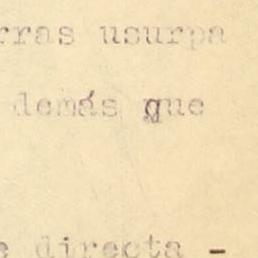 rras usurpa
demás que
e directa -